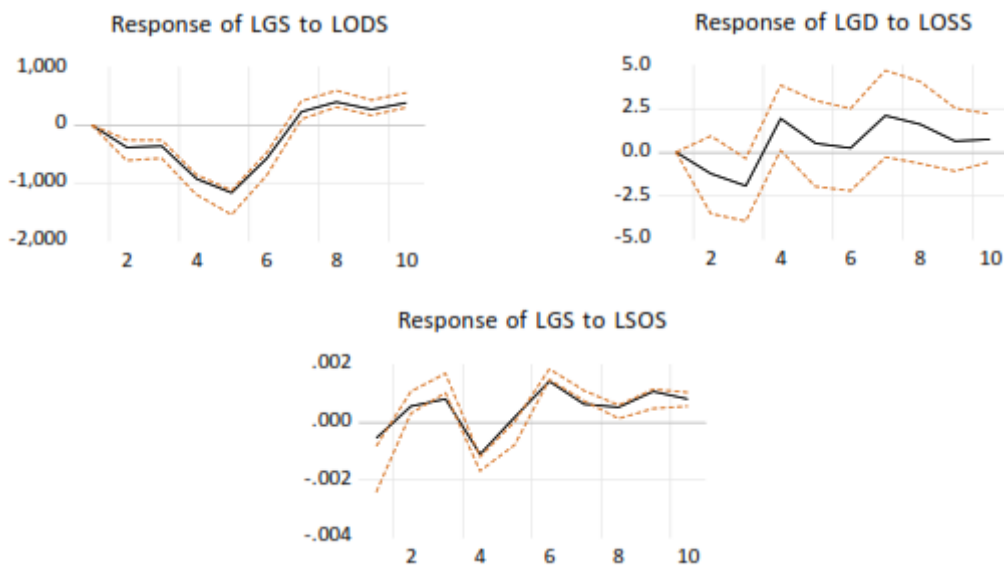 Response of LGS to LODS
1,000
0
-1,000
-2,000
2 4 6 8 10
Response of LGD to LOSS
5.0
2.5
0.0
-2.5
-5.0
2 4 6 8 10
Response of LGS to LSOS
.002
.000
-.002
-.004
2 4 6 8 10